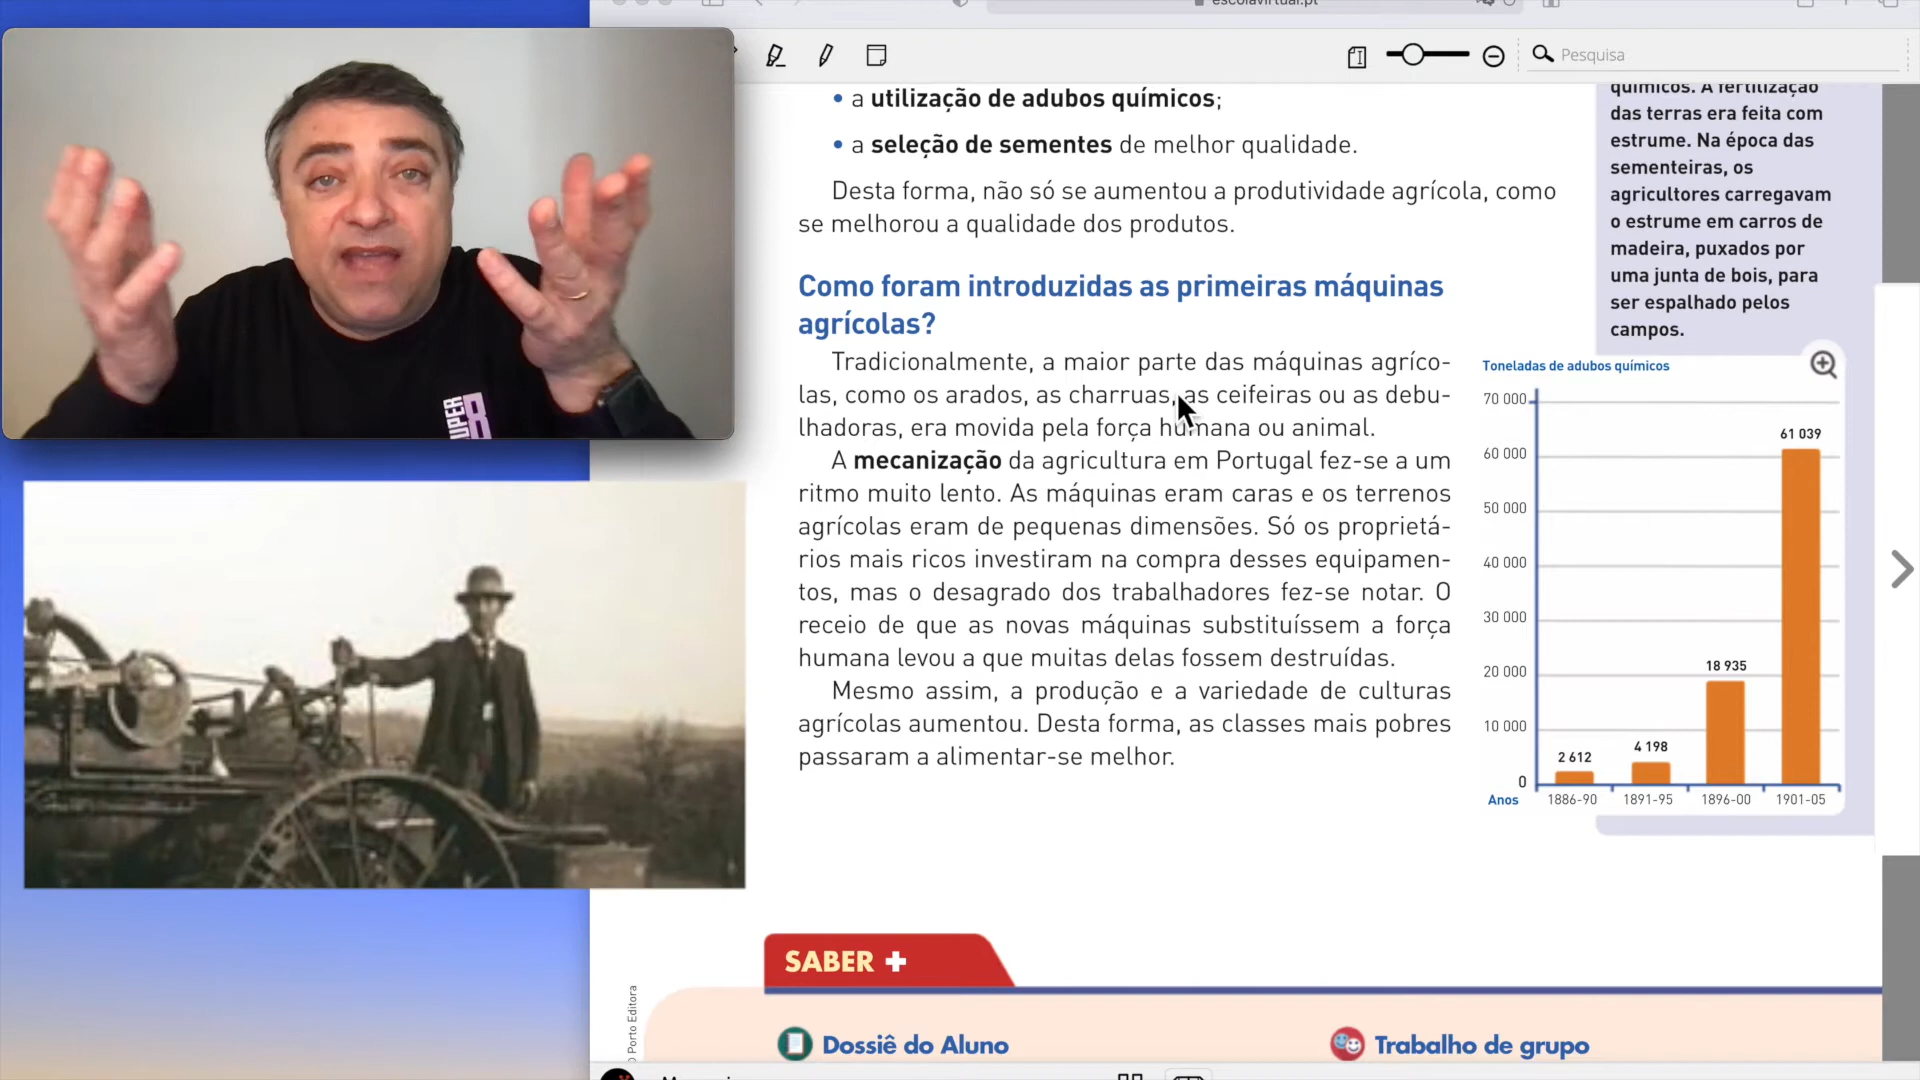 escolavirtual.pt
Pesquisa
• a utilização de adubos químicos;
• a seleção de sementes de melhor qualidade.
Desta forma, não só se aumentou a produtividade agrícola, como
se melhorou a qualidade dos produtos.
Como foram introduzidas as primeiras máquinas
agrícolas?
Tradicionalmente, a maior parte das máquinas agríco-
las, como os arados, as charruas, as ceifeiras ou as debu-
lhadoras, era movida pela força humana ou animal.
A mecanização da agricultura em Portugal fez-se a um
ritmo muito lento. As máquinas eram caras e os terrenos
agrícolas eram de pequenas dimensões. Só os proprietá-
rios mais ricos investiram na compra desses equipamen-
tos, mas o desagrado dos trabalhadores fez-se notar. O
receio de que as novas máquinas substituíssem a força
humana levou a que muitas delas fossem destruídas.
Mesmo assim, a produção e a variedade de culturas
agrícolas aumentou. Desta forma, as classes mais pobres
passaram a alimentar-se melhor.
químicos. A fertilização
das terras era feita com
estrume. Na época das
sementeiras, os
agricultores carregavam
o estrume em carros de
madeira, puxados por
uma junta de bois, para
ser espalhado pelos
campos.
Toneladas de adubos químicos
70 000
60 000
50 000
40 000
30 000
20 000
10 000
0
2 612
4 198
18 935
61 039
Anos
1886-90
1891-95
1896-00
1901-05
SABER +
Dossiê do Aluno
Trabalho de grupo
Porto Editora